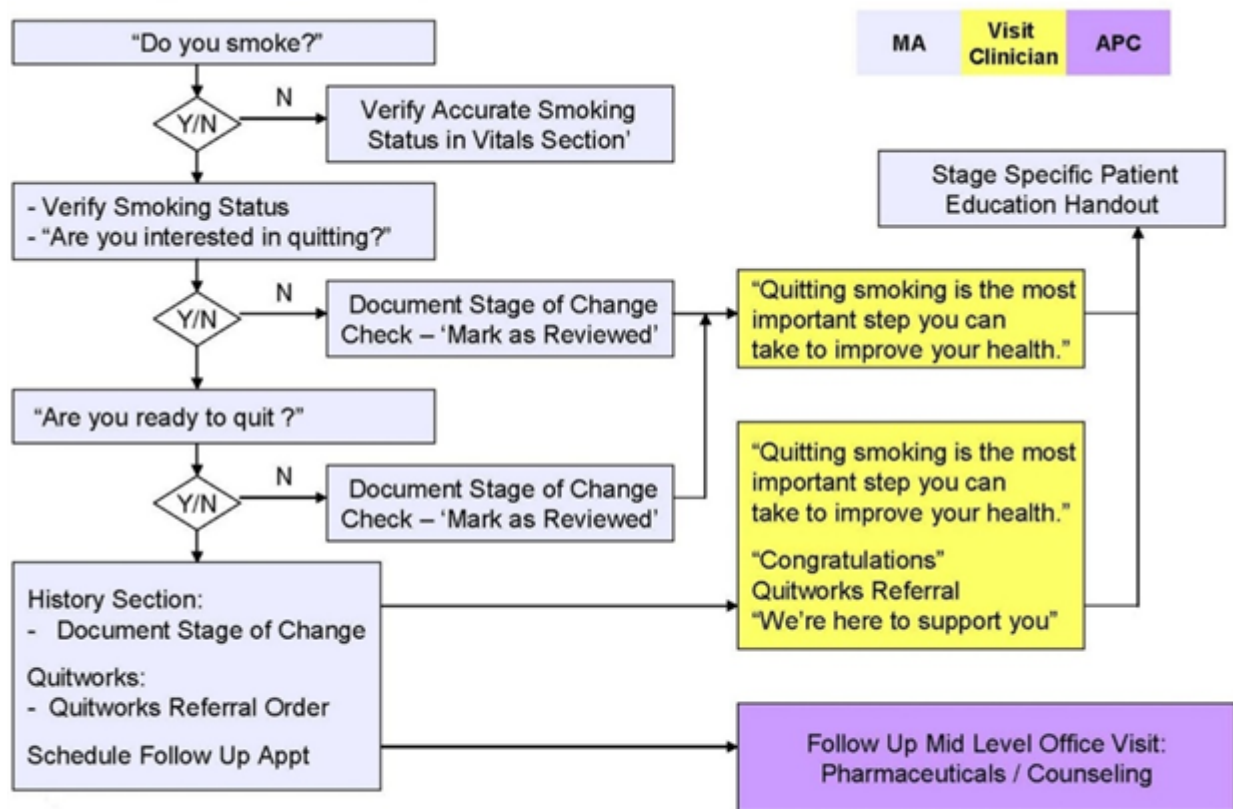 “Do you smoke?”
MA
Visit
Clinician
APC
Y/N
N
Verify Accurate Smoking
Status in Vitals Section’
Stage Specific Patient
Education Handout
- Verify Smoking Status
- “Are you interested in quitting?”
Y/N
N
Document Stage of Change
Check – ‘Mark as Reviewed’
“Quitting smoking is the most
important step you can
take to improve your health.”
“Are you ready to quit ?”
Y/N
N
Document Stage of Change
Check – ‘Mark as Reviewed’
“Quitting smoking is the most
important step you can
take to improve your health.”
“Congratulations”
Quitworks Referral
“We’re here to support you”
History Section:
- Document Stage of Change
Quitworks:
- Quitworks Referral Order
Schedule Follow Up Appt
Follow Up Mid Level Office Visit:
Pharmaceuticals / Counseling